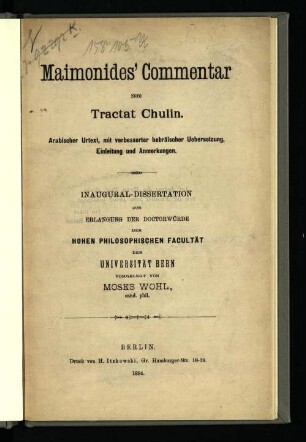 Maimonides' Commentar
zum
Tractat Chulin.
Arabischer Urtext, mit verbesserter hebräischer Uebersetzung,
Einleitung und Anmerkungen.
INAUGURAL-DISSERTATION
ZUR
ERLANGUNG DER DOCTORWÜRDE
DER
HOHEN PHILOSOPHISCHEN FACULTÄT
DER
UNIVERSITÄT BERN
VORGELEGT VON
MOSES WOHL,
cand. phil.
BERLIN.
Druck von H. Itzkowski, Gr. Hamburger-Str. 18-19.
1894.